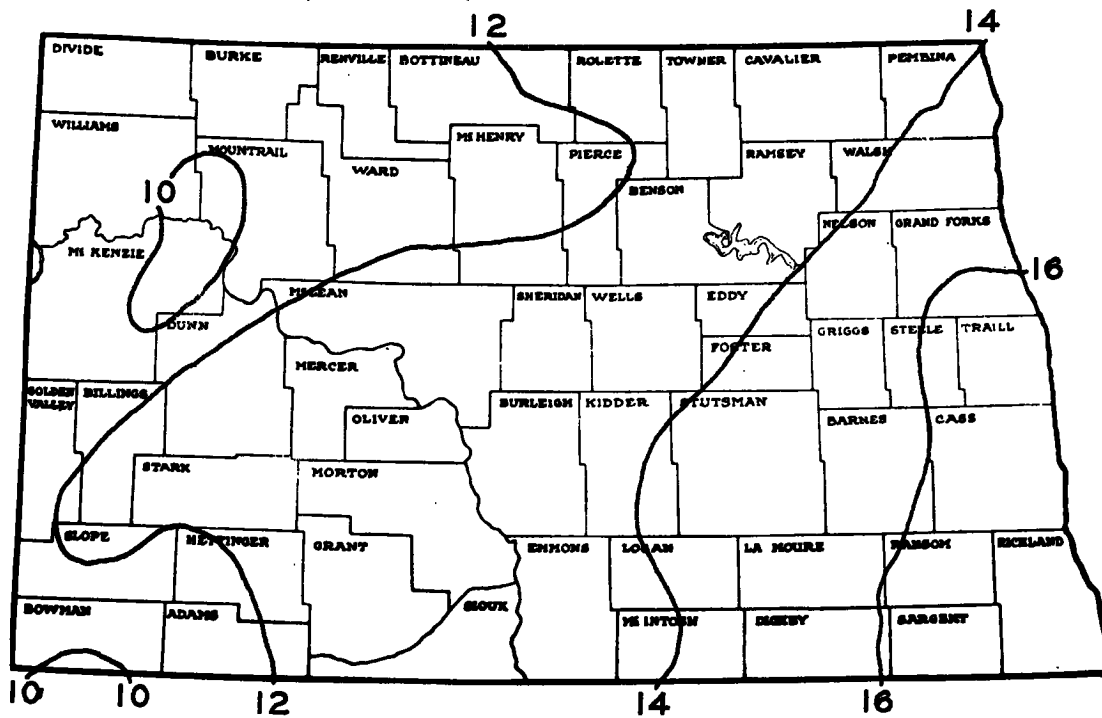 12 14
DIVIDE BURKE RENVILLE BOTTINEAU ROLETTE TOWNER CAVALIER PEMBINA
WILLIAMS MOUNTRAIL WARD Mc HENRY PIERCE RAMSEY WALSH
10 BENSON
Mc KENZIE NELSON GRAND FORKS
16
DUNN McLEAN SHERIDAN WELLS EDDY
GRIGGS STEELE TRAILL
FOSTER
MERCER
GOLDEN VALLEY BILLINGS OLIVER BURLEIGH KIDDER STUTSMAN
BARNES CASS
STARK MORTON
SLOPE HETTINGER GRANT EMMONS LOGAN LA MOURE RANSOM RICHLAND
BOWMAN ADAMS SIOUX Mc INTOSH DICKEY SARGENT
10 10 12 14 16